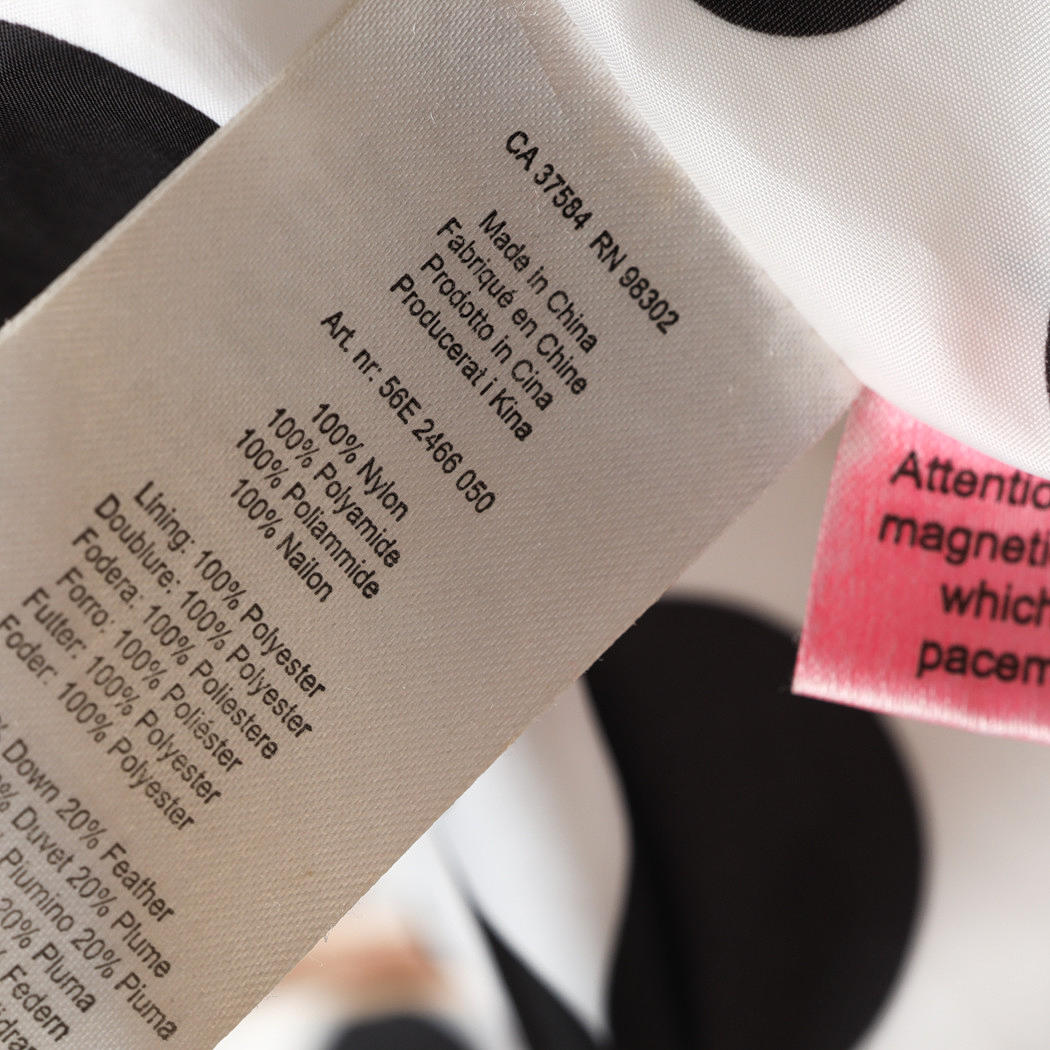 CA 37584 RN 98302
Made in China
Fabriqué en Chine
Prodotto in Cina
Producerat i Kina
Art. nr: 56E 2466 050
100% Nylon
100% Polyamide
100% Poliammide
100% Nailon
Lining: 100% Polyester
Doublure: 100% Polyester
Fodera: 100% Poliestere
Forro: 100% Poliéster
Futter: 100% Polyester
Foder: 100% Polyester
% Down 20% Feather
% Duvet 20% Plume
Piumino 20% Piuma
20% Pluma
% Federn
Attentio
magneti
which
pacem